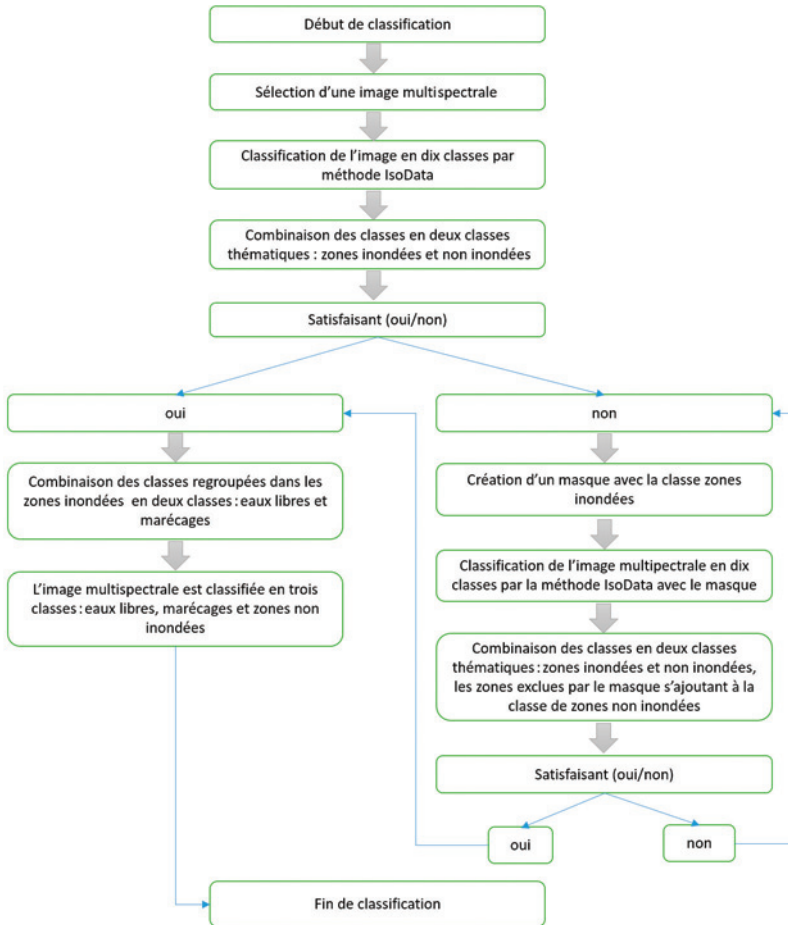 Début de classification
Sélection d'une image multispectrale
Classification de l'image en dix classes par
méthode IsoData
Combinaison des classes en deux classes
thématiques : zones inondées et non inondées
Satisfaisant (oui/non)
oui
Combinaison des classes regroupées dans les
zones inondées en deux classes : eaux libres et
marécages
L'image multispectrale est classifiée en trois
classes : eaux libres, marécages et zones non
inondées
non
Création d'un masque avec la classe zones
inondées
Classification de l'image multipectrale en dix
classes par la méthode IsoData avec le masque
Combinaison des classes en deux classes
thématiques : zones inondées et non inondées,
les zones exclues par le masque s'ajoutant à la
classe de zones non inondées
Satisfaisant (oui/non)
oui
non
Fin de classification